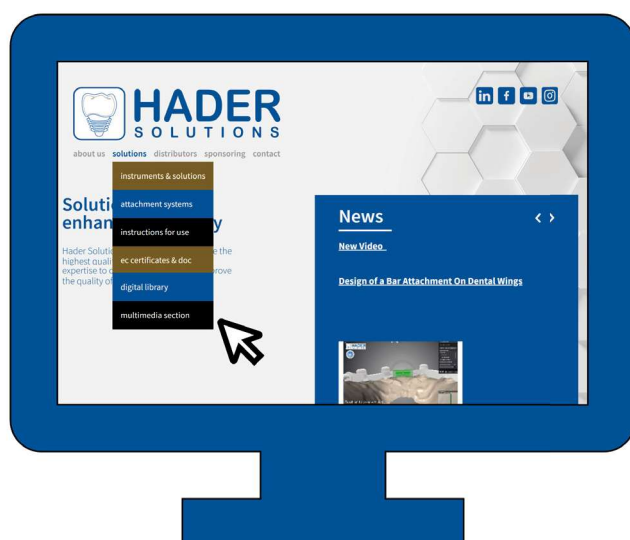 HADER
SOLUTIONS
in f
about us solutions distributors sponsoring contact
instruments & solutions
attachment systems
instructions for use
ec certificates & doc
digital library
multimedia section
Soluti
enhan y
Hader Soluti e the
highest quali
expertise to prove
the quality of
News
< >
New Video
Design of a Bar Attachment On Dental Wings